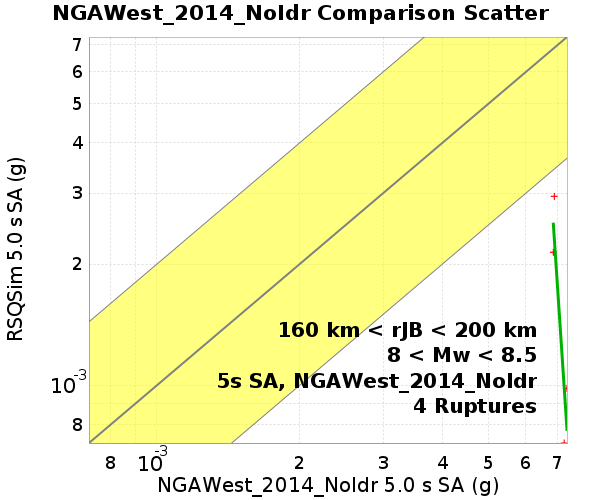 NGAWest_2014_NoIdr Comparison Scatter
RSQSim 5.0 s SA (g)
7
6
5
4
3
2
10-3
8
160 km < rJB < 200 km
8 < Mw < 8.5
5s SA, NGAWest_2014_NoIdr
4 Ruptures
8 10-3 2 3 4 5 6 7
NGAWest_2014_NoIdr 5.0 s SA (g)